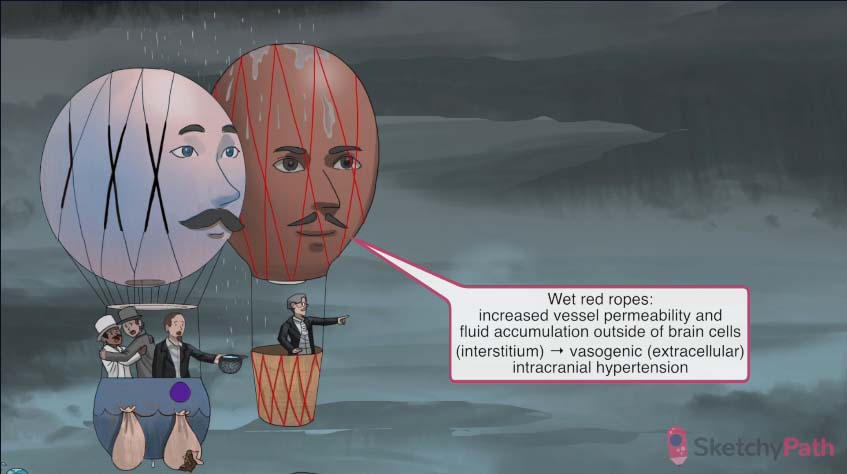 Wet red ropes:
increased vessel permeability and
fluid accumulation outside of brain cells
(interstitium) → vasogenic (extracellular)
intracranial hypertension
SketchyPath